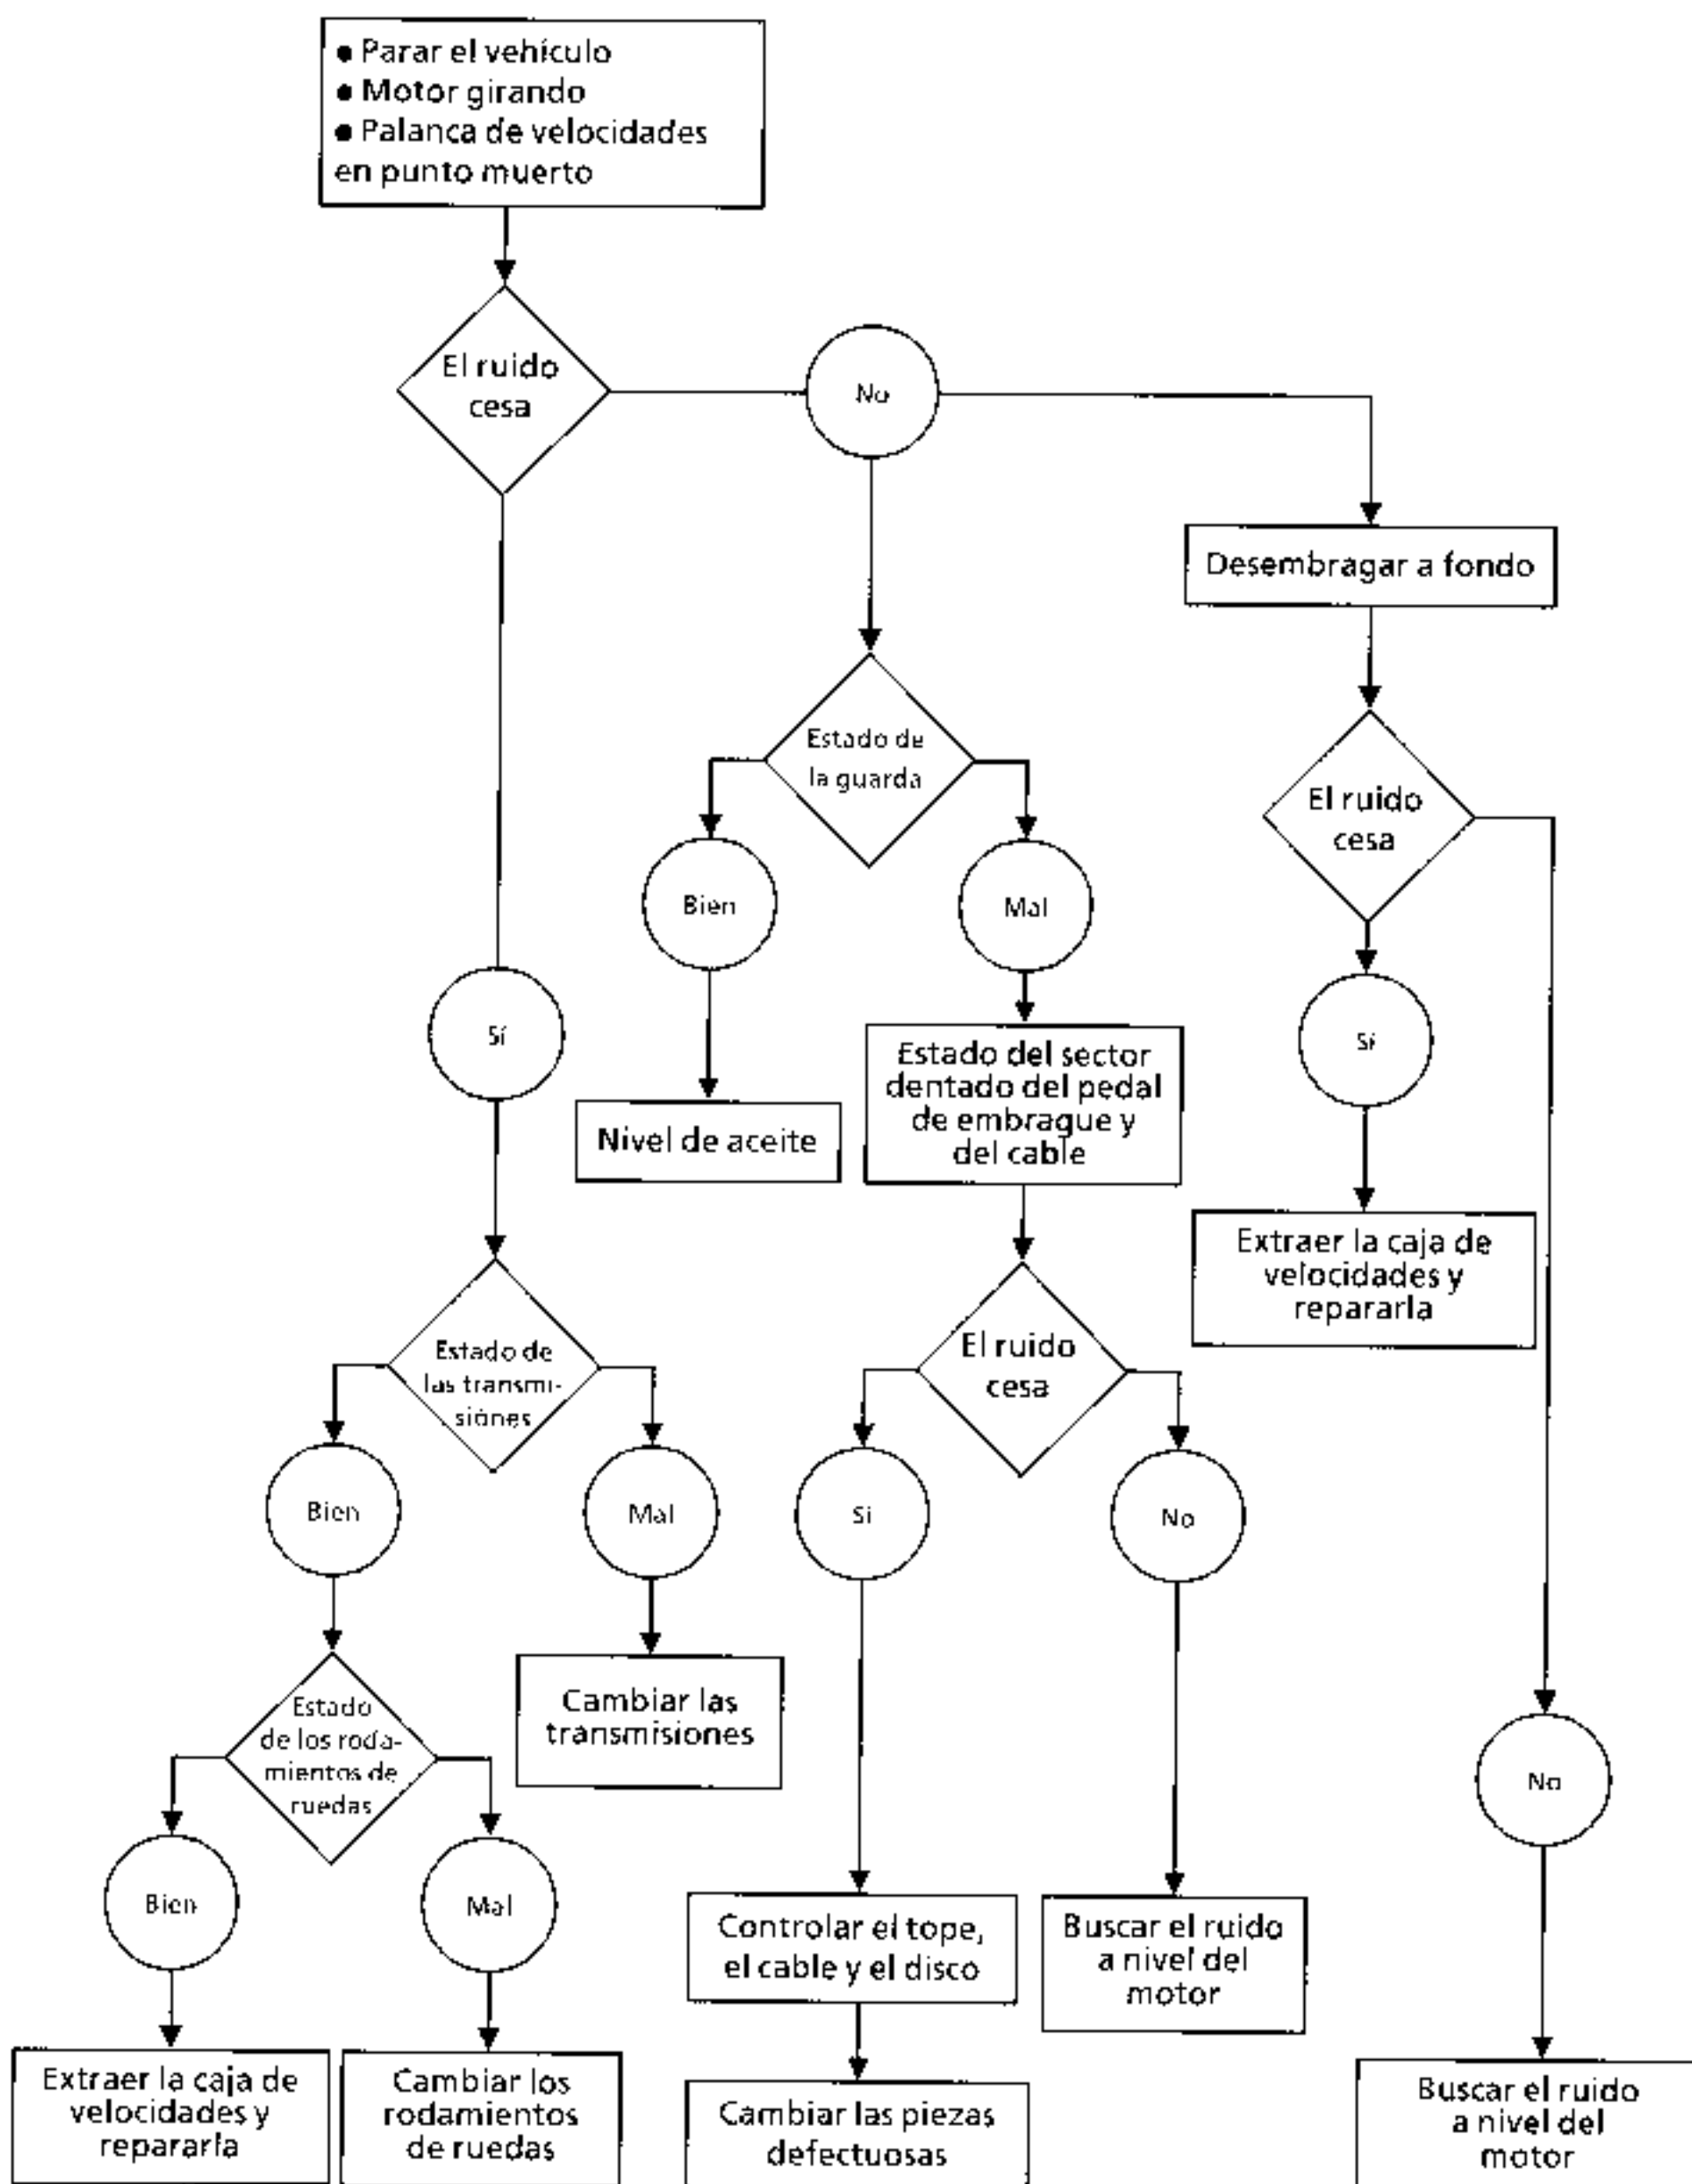 ● Parar el vehículo
● Motor girando
● Palanca de velocidades
en punto muerto
El ruido
cesa
No
Desembragar a fondo
Estado de
la guarda
El ruido
cesa
Bien
Mal
Sí
Si
Estado del sector
dentado del pedal
de embrague y
del cable
Nivel de aceite
Extraer la caja de
velocidades y
repararla
Estado de
las transmi-
siónes
El ruido
cesa
Bien
Mal
Si
No
Estado
de los roda-
mientos de
ruedas
Cambiar las
transmisiones
No
Bien
Mal
Controlar el tope,
el cable y el disco
Buscar el ruido
a nivel del
motor
Extraer la caja de
velocidades y
repararla
Cambiar los
rodamientos
de ruedas
Cambiar las piezas
defectuosas
Buscar el ruido
a nivel del
motor